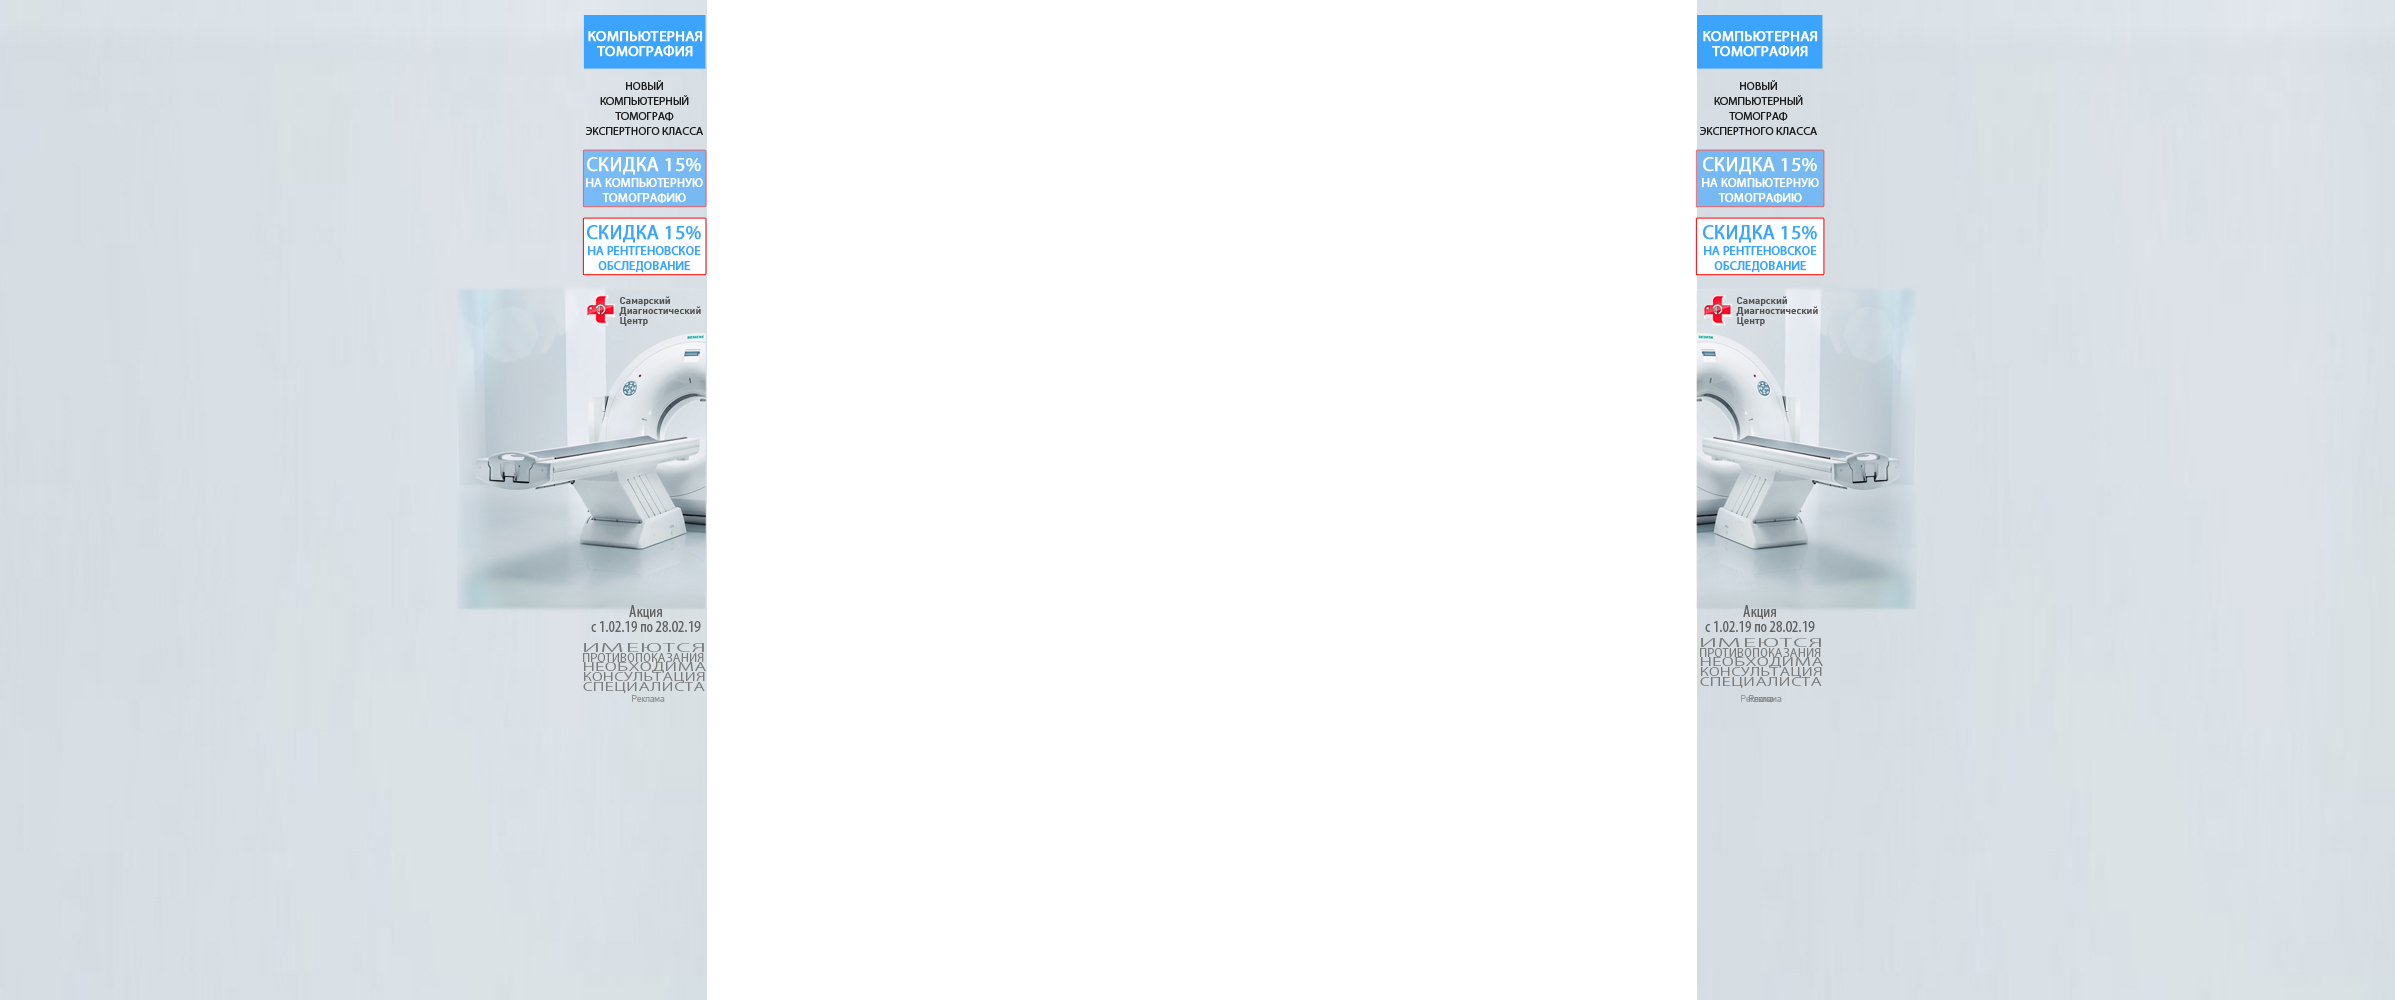 КОМПЬЮТЕРНАЯ
ТОМОГРАФИЯ
НОВЫЙ
КОМПЬЮТЕРНЫЙ
ТОМОГРАФ
ЭКСПЕРТНОГО КЛАССА
СКИДКА 15%
НА КОМПЬЮТЕРНУЮ
ТОМОГРАФИЮ
СКИДКА 15%
НА РЕНТГЕНОВСКОЕ
ОБСЛЕДОВАНИЕ
Самарский
Диагностический
Центр
Акция
с 1.02.19 по 28.02.19
ИМЕЮТСЯ
ПРОТИВОПОКАЗАНИЯ
НЕОБХОДИМА
КОНСУЛЬТАЦИЯ
СПЕЦИАЛИСТА
Реклама
КОМПЬЮТЕРНАЯ
ТОМОГРАФИЯ
НОВЫЙ
КОМПЬЮТЕРНЫЙ
ТОМОГРАФ
ЭКСПЕРТНОГО КЛАССА
СКИДКА 15%
НА КОМПЬЮТЕРНУЮ
ТОМОГРАФИЮ
СКИДКА 15%
НА РЕНТГЕНОВСКОЕ
ОБСЛЕДОВАНИЕ
Самарский
Диагностический
Центр
Акция
с 1.02.19 по 28.02.19
ИМЕЮТСЯ
ПРОТИВОПОКАЗАНИЯ
НЕОБХОДИМА
КОНСУЛЬТАЦИЯ
СПЕЦИАЛИСТА